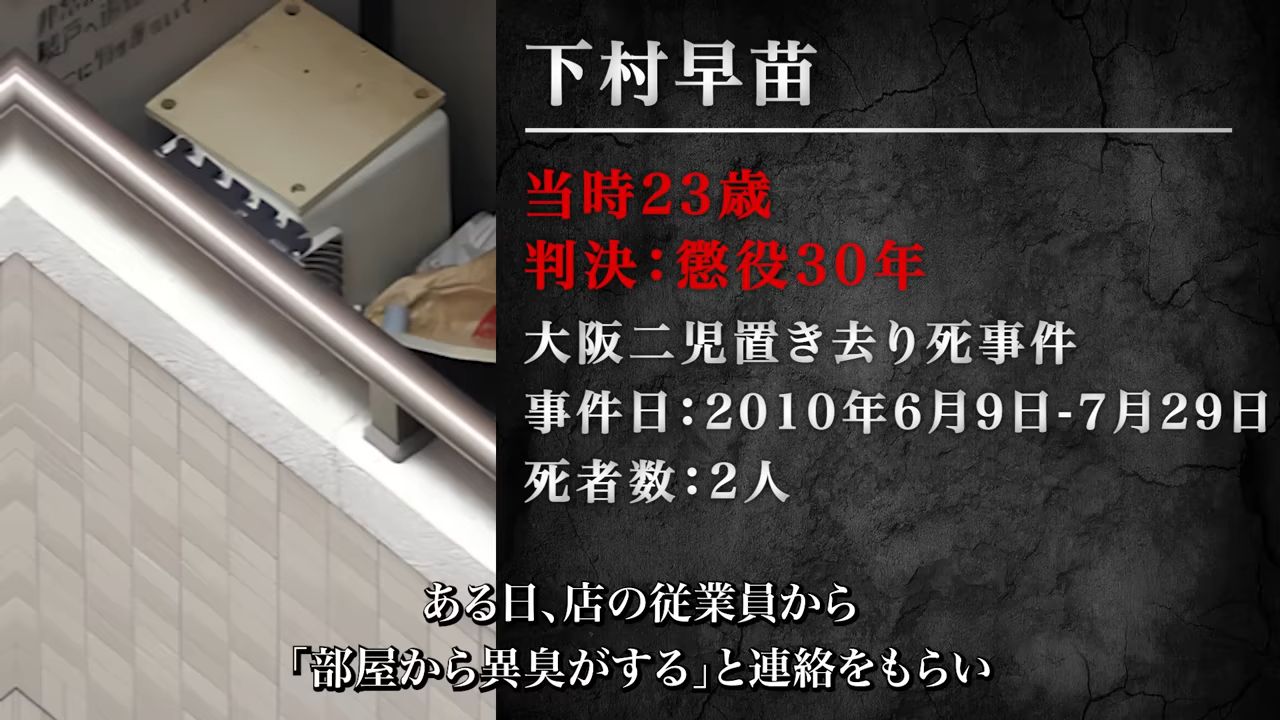 下村早苗
当時23歳
判決：懲役30年
大阪二児置き去り死事件
事件日：2010年6月9日-7月29日
死者数：2人
ある日、店の従業員から
「部屋から異臭がする」と連絡をもらい